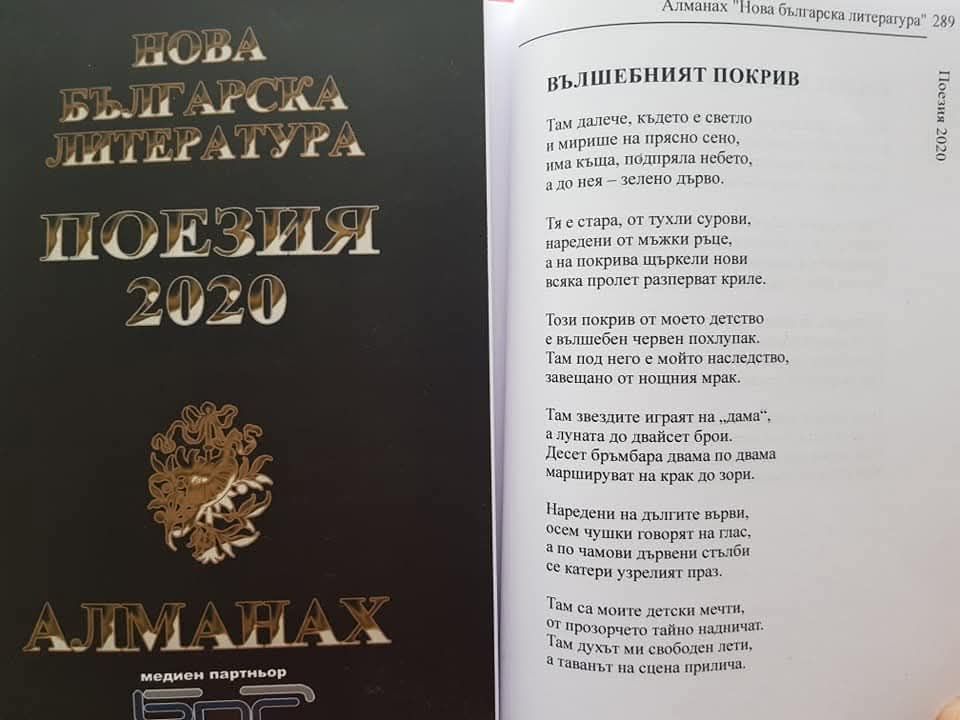 НОВА
БЪЛГАРСКА
ЛИТЕРАТУРА
ПОЕЗИЯ
2020
АЛМАНАХ
медиен партньор
Алманах "Нова българска литература" 289
Поезия 2020
ВЪЛШЕБНИЯТ ПОКРИВ
Там далече, където е светло
и мирише на прясно сено,
има къща, подпряла небето,
а до нея – зелено дърво.
Тя е стара, от тухли сурови,
наредени от мъжки ръце,
а на покрива щъркели нови
всяка пролет разперват криле.
Този покрив от моето детство
е вълшебен червен похлупак.
Там под него е мойто наследство,
завещано от нощния мрак.
Там звездите играят на „дама“,
а луната до двайсет брои.
Десет бръмбара двама по двама
маршируват на крак до зори.
Наредени на дългите върви,
осем чушки говорят на глас,
а по чамови дървени стълби
се катери узрелият праз.
Там са моите детски мечти,
от прозорчето тайно надничат.
Там духът ми свободен лети,
а таванът на сцена прилича.